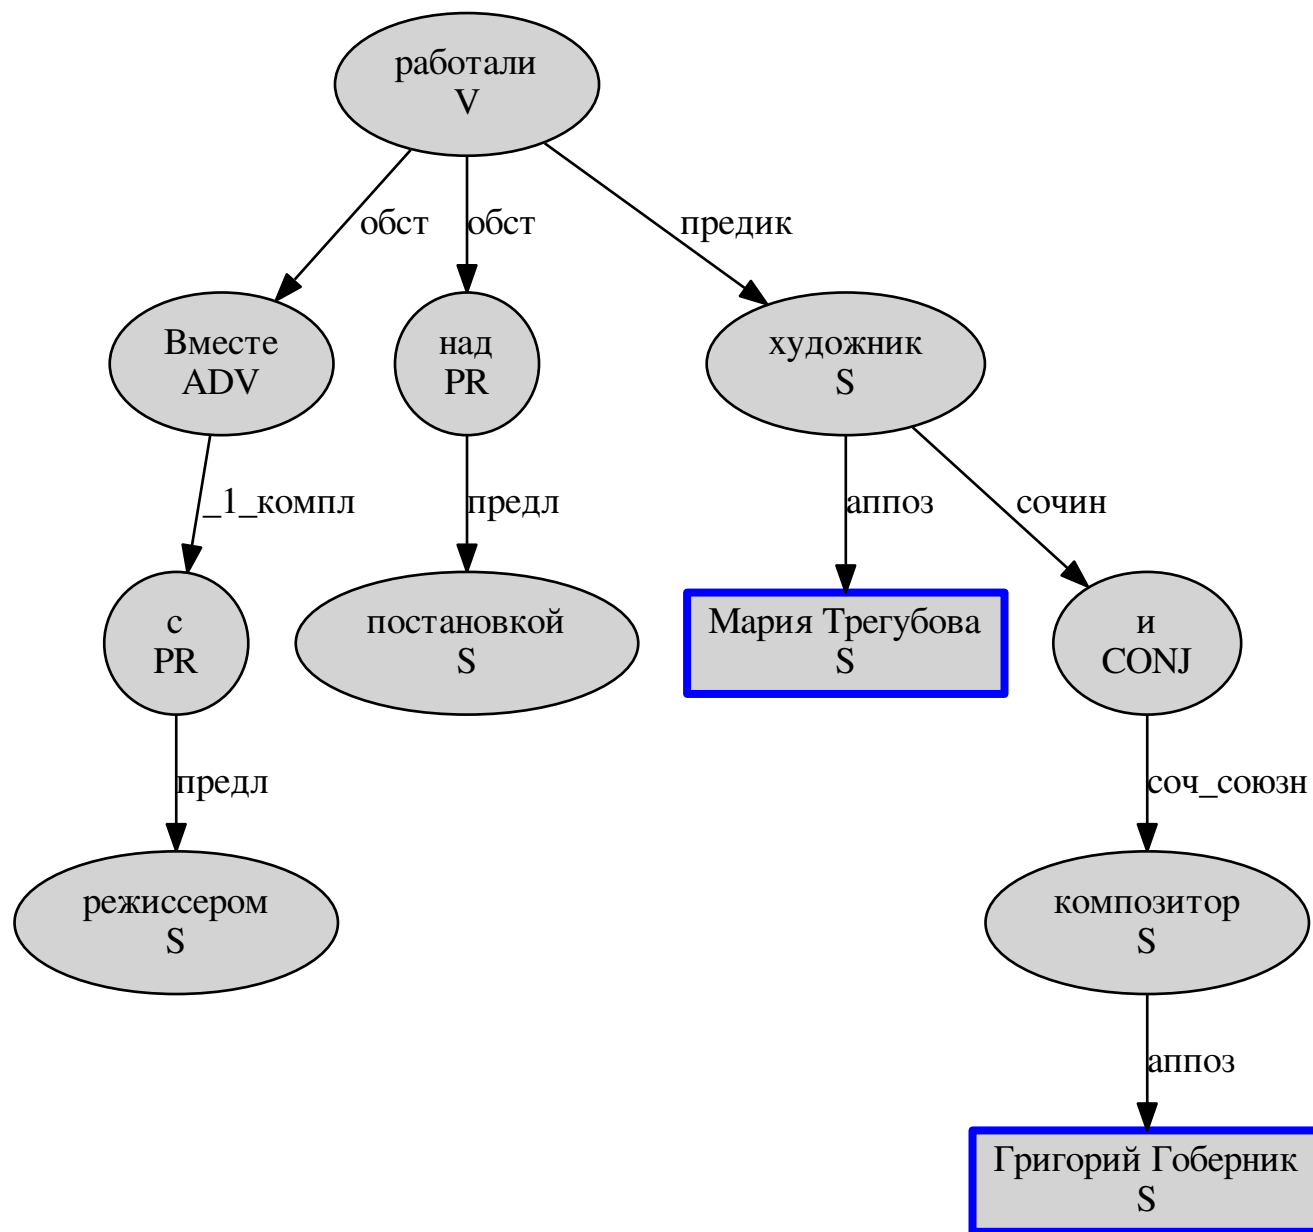 работали
V
обст
обст
предик
Вместе
ADV
над
PR
художник
S
_1_компл
предл
аппоз
сочин
с
PR
постановкой
S
Мария Трегубова
S
и
CONJ
предл
соч_союзн
режиссером
S
композитор
S
аппоз
Григорий Гоберник
S